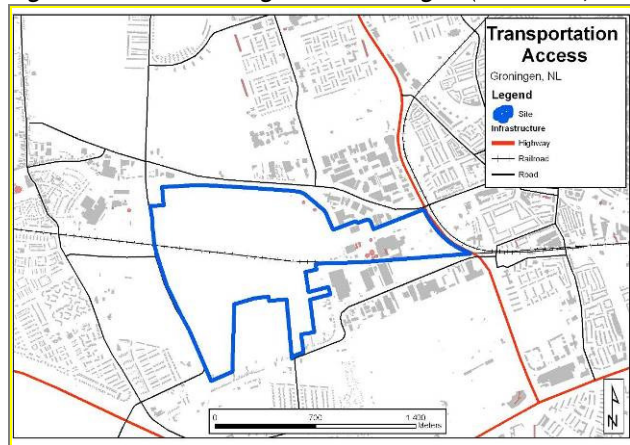 Transportation
Access
Groningen, NL
Legend
Site
Infrastructure
Highway
Railroad
Road
0 700 1.400
Meters
N